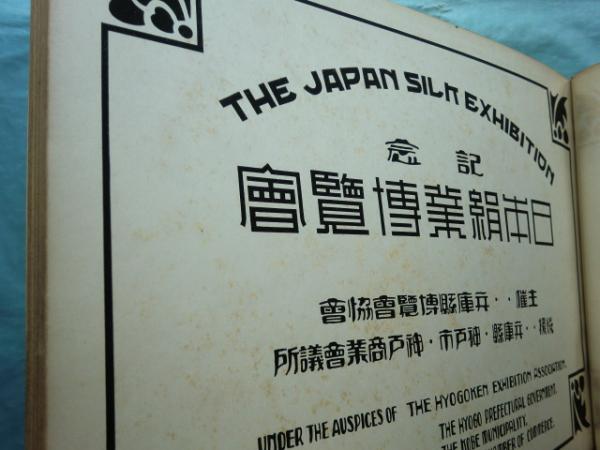 THE JAPAN SILK EXHIBITION
記念
日本絹業博覽會
主催・・兵庫縣博覽會協會
後援・・兵庫縣・神戸市・神戸商業會議所
UNDER THE AUSPICES OF THE HYOGOKEN EXHIBITION ASSOCIATION.
THE HYOGO PREFECTURAL GOVERNMENT.
THE KOBE MUNICIPALITY.
CHAMBER OF COMMERCE.